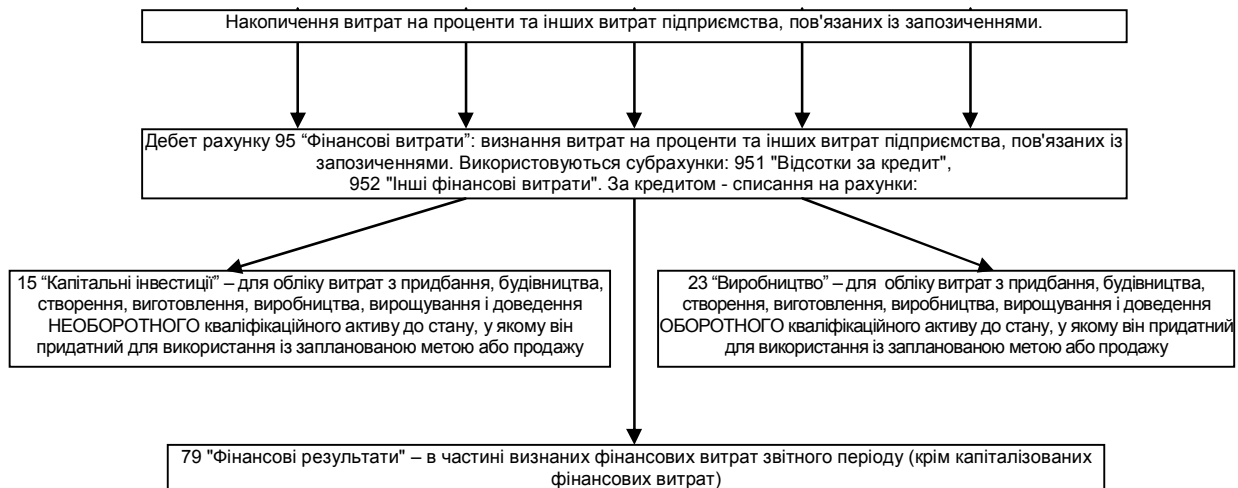 Накопичення витрат на проценти та інших витрат підприємства, пов'язаних із запозиченнями.
Дебет рахунку 95 “Фінансові витрати”: визнання витрат на проценти та інших витрат підприємства, пов'язаних із
запозиченнями. Використовуються субрахунки: 951 "Відсотки за кредит",
952 "Інші фінансові витрати". За кредитом - списання на рахунки:
15 “Капітальні інвестиції” – для обліку витрат з придбання, будівництва,
створення, виготовлення, виробництва, вирощування і доведення
НЕОБОРОТНОГО кваліфікаційного активу до стану, у якому він
придатний для використання із запланованою метою або продажу
23 “Виробництво” – для обліку витрат з придбання, будівництва,
створення, виготовлення, виробництва, вирощування і доведення
ОБОРОТНОГО кваліфікаційного активу до стану, у якому він придатний
для використання із запланованою метою або продажу
79 "Фінансові результати" – в частині визнаних фінансових витрат звітного періоду (крім капіталізованих
фінансових витрат)